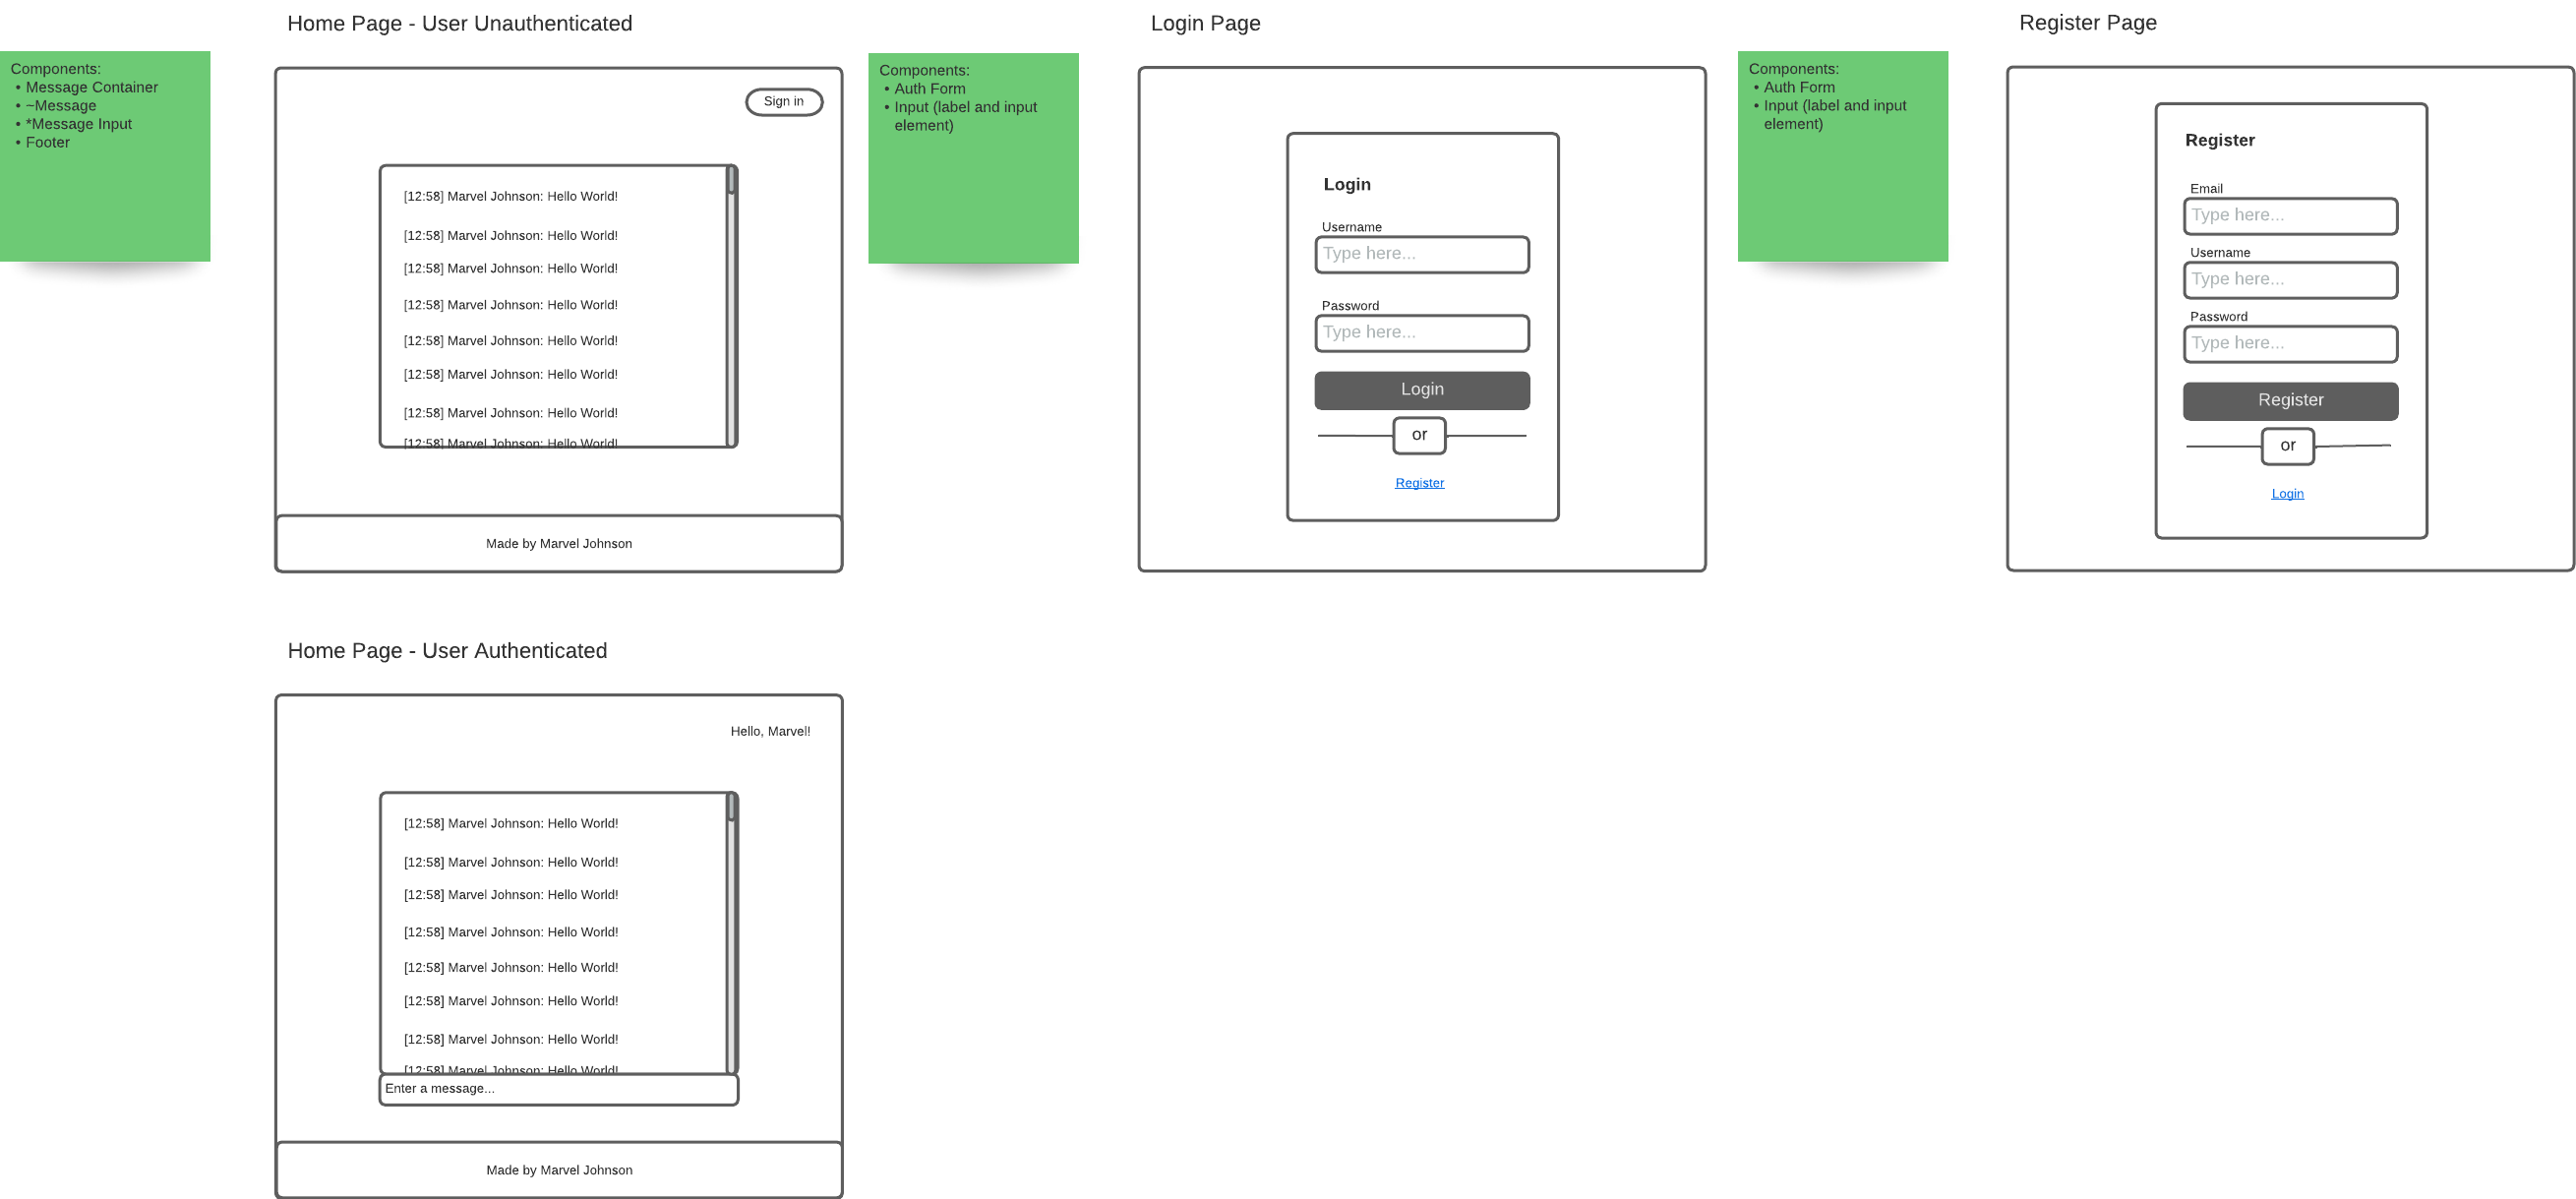 Home Page - User Unauthenticated
Components:
• Message Container
• ~Message
• *Message Input
• Footer
Sign in
[12:58] Marvel Johnson: Hello World!
[12:58] Marvel Johnson: Hello World!
[12:58] Marvel Johnson: Hello World!
[12:58] Marvel Johnson: Hello World!
[12:58] Marvel Johnson: Hello World!
[12:58] Marvel Johnson: Hello World!
[12:58] Marvel Johnson: Hello World!
[12:58] Marvel Johnson: Hello World!
Made by Marvel Johnson
Login Page
Components:
• Auth Form
• Input (label and input
element)
Login
Username
Type here...
Password
Type here...
Login
or
Register
Register Page
Components:
• Auth Form
• Input (label and input
element)
Register
Email
Type here...
Username
Type here...
Password
Type here...
Register
or
Login
Home Page - User Authenticated
Hello, Marvel!
[12:58] Marvel Johnson: Hello World!
[12:58] Marvel Johnson: Hello World!
[12:58] Marvel Johnson: Hello World!
[12:58] Marvel Johnson: Hello World!
[12:58] Marvel Johnson: Hello World!
[12:58] Marvel Johnson: Hello World!
[12:58] Marvel Johnson: Hello World!
[12:58] Marvel Johnson: Hello World!
Enter a message...
Made by Marvel Johnson